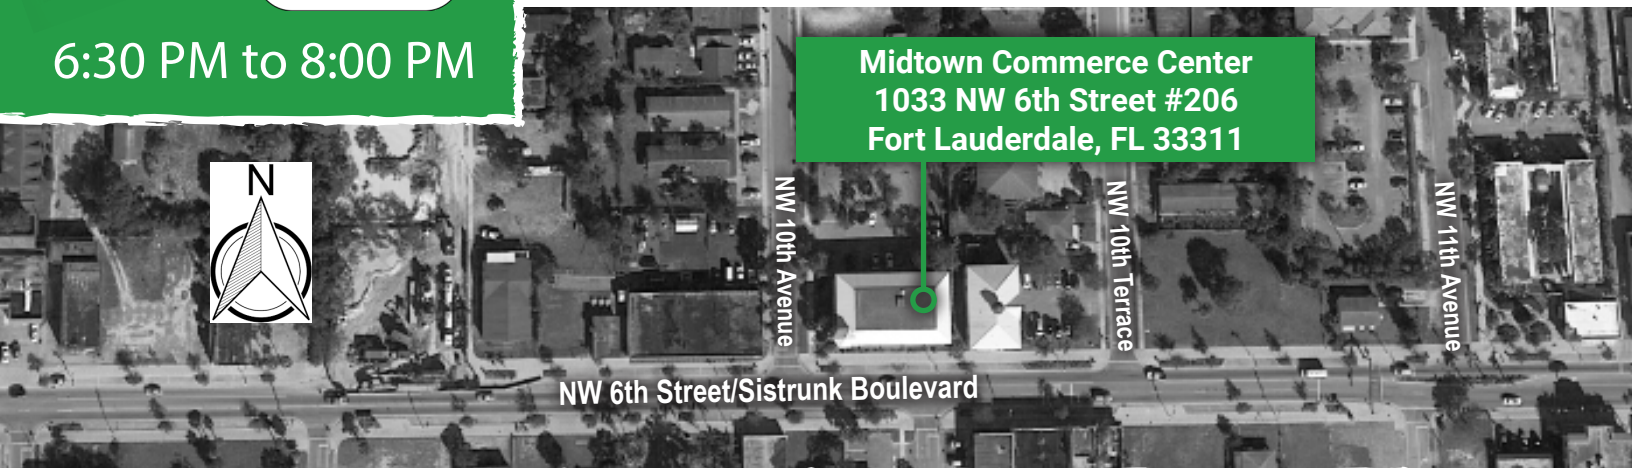 6:30 PM to 8:00 PM
Midtown Commerce Center
1033 NW 6th Street #206
Fort Lauderdale, FL 33311
N
NW 10th Avenue
NW 10th Terrace
NW 11th Avenue
NW 6th Street/Sistrunk Boulevard